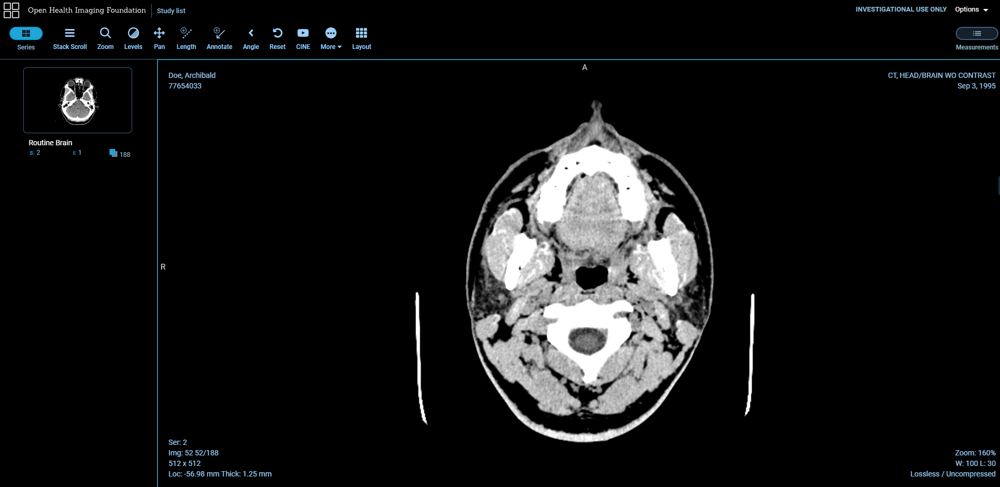 Open Health Imaging Foundation
Study list
INVESTIGATIONAL USE ONLY
Options
Series
Stack Scroll
Zoom
Levels
Pan
Length
Annotate
Angle
Reset
CINE
More
Layout
Measurements
Routine Brain
S: 2
I: 1
188
Doe, Archibald
77654033
A
CT, HEAD/BRAIN WO CONTRAST
Sep 3, 1995
R
Ser: 2
Img: 52 52/188
512 x 512
Loc: -56.98 mm Thick: 1.25 mm
Zoom: 160%
W: 100 L: 30
Lossless / Uncompressed